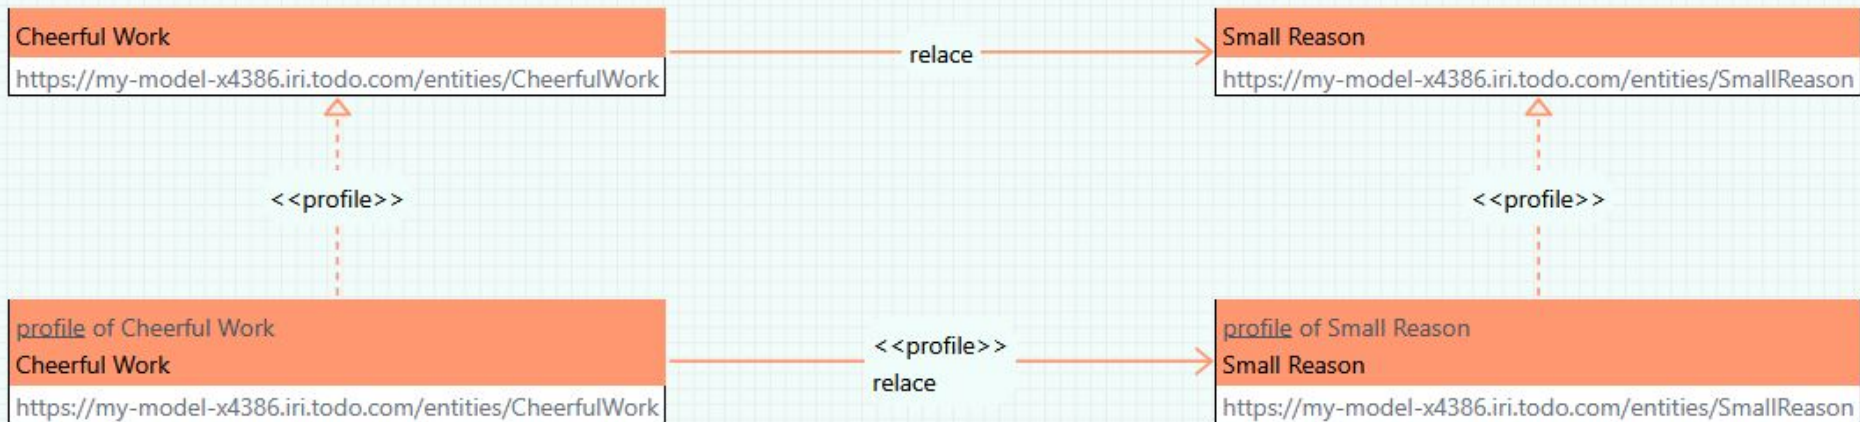 Cheerful Work
https://my-model-x4386.iri.todo.com/entities/CheerfulWork
relace
Small Reason
https://my-model-x4386.iri.todo.com/entities/SmallReason
<<profile>>
<<profile>>
profile of Cheerful Work
Cheerful Work
https://my-model-x4386.iri.todo.com/entities/CheerfulWork
<<profile>>
relace
profile of Small Reason
Small Reason
https://my-model-x4386.iri.todo.com/entities/SmallReason